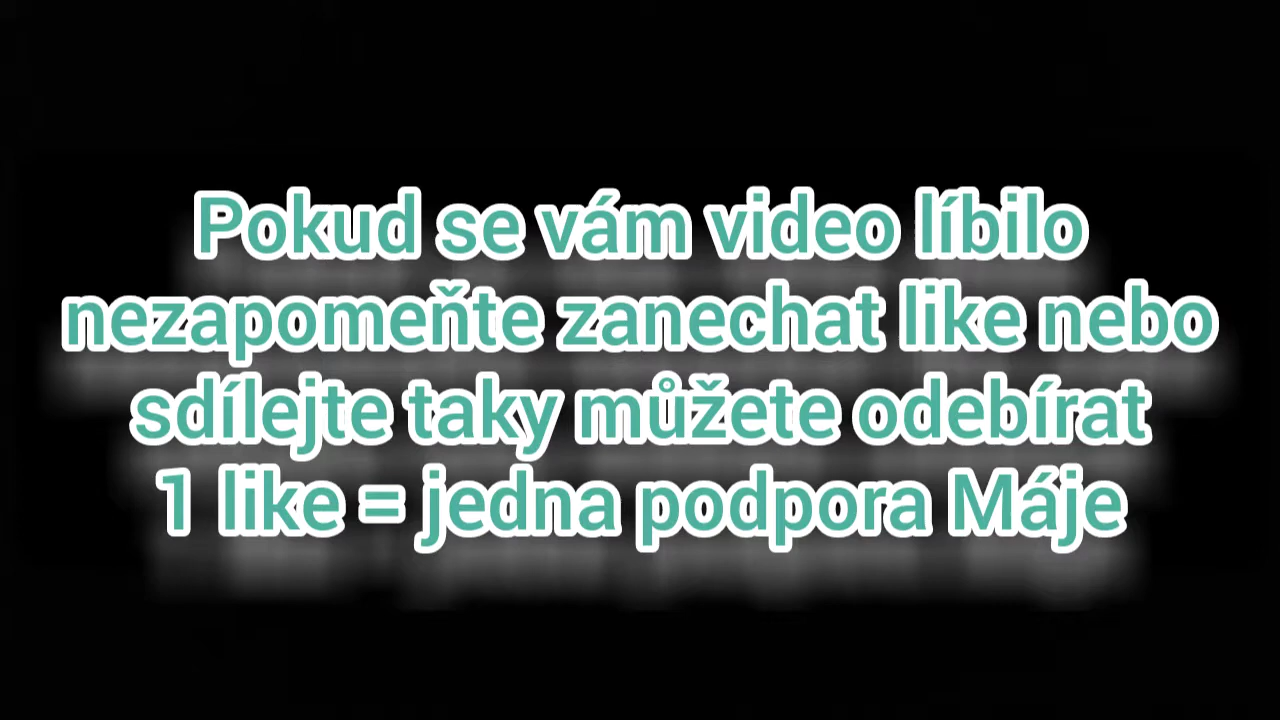 Pokud se vám video líbilo
nezapomeňte zanechat like nebo
sdílejte taky můžete odebírat
1 like = jedna podpora Máje